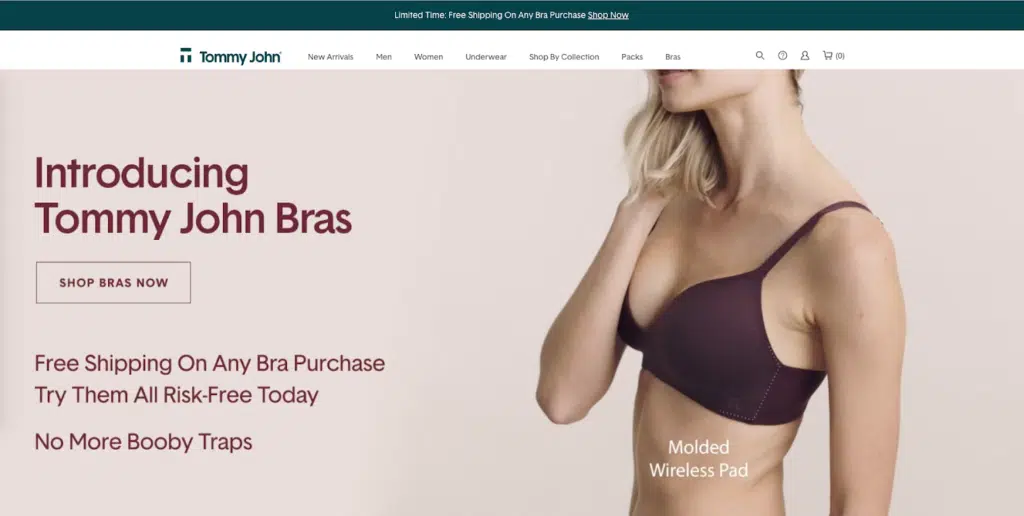 Limited Time: Free Shipping On Any Bra Purchase Shop Now
Tommy John
New Arrivals
Men
Women
Underwear
Shop By Collection
Packs
Bras
(0)
Introducing
Tommy John Bras
SHOP BRAS NOW
Free Shipping On Any Bra Purchase
Try Them All Risk-Free Today
No More Booby Traps
Molded
Wireless Pad